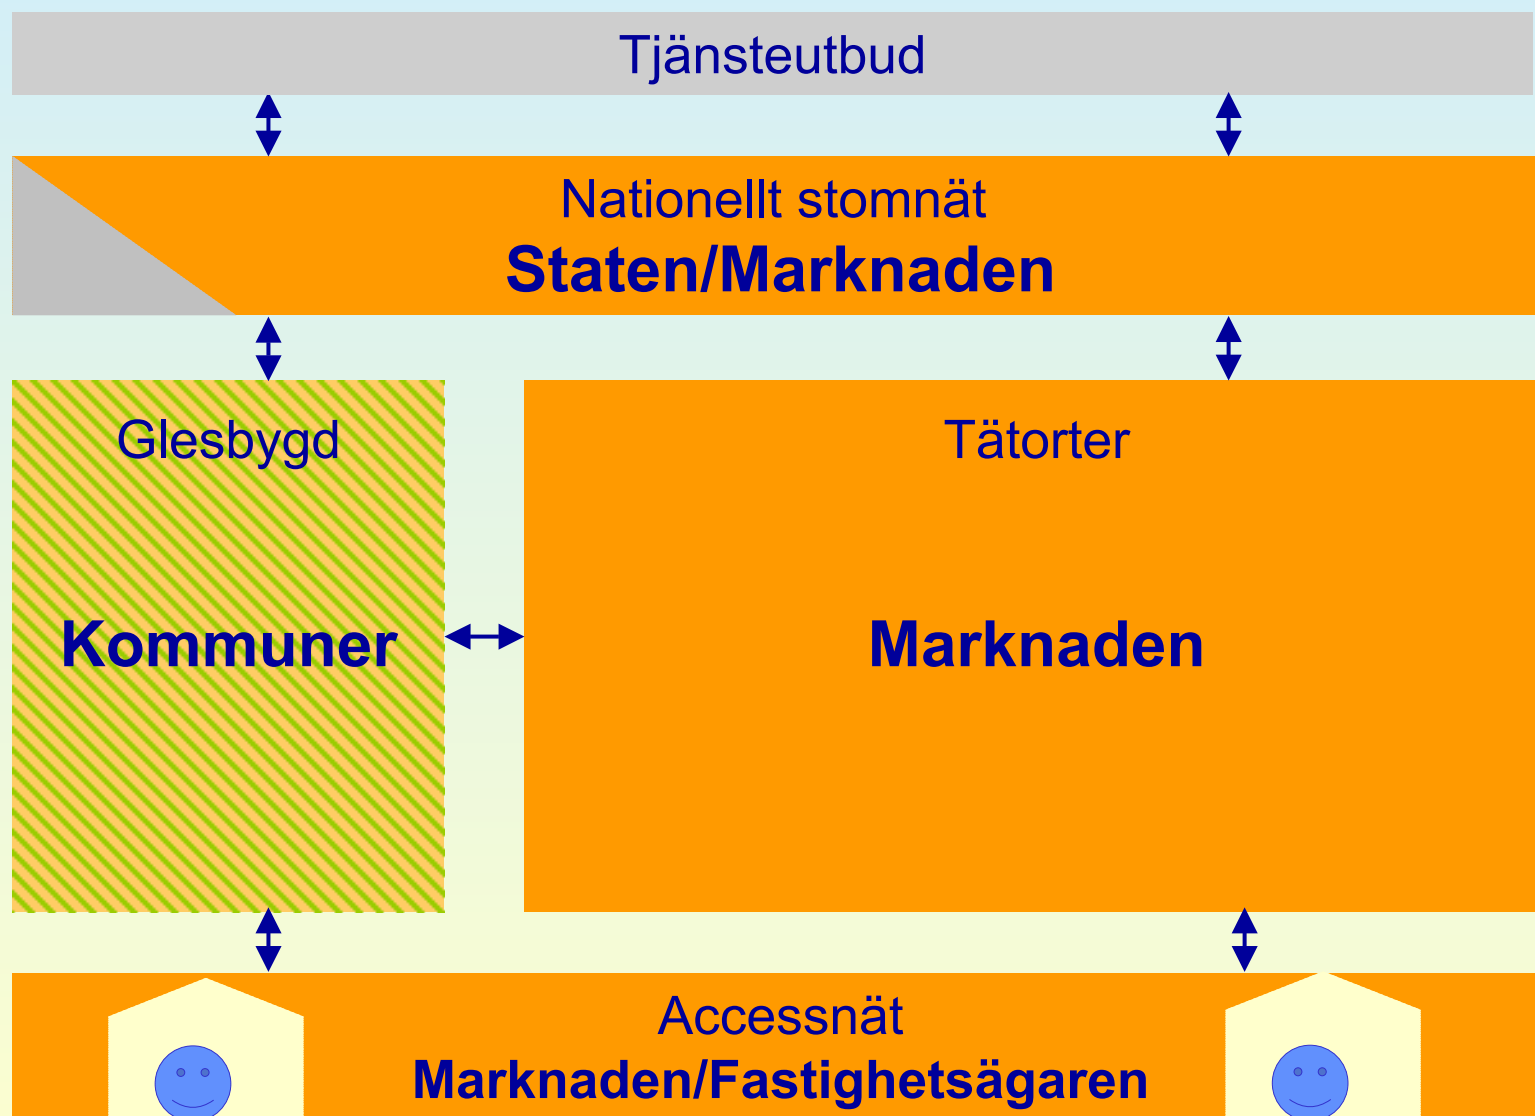 Tjänsteutbud
Nationellt stomnät
Staten/Marknaden
Glesbygd
Kommuner
Tätorter
Marknaden
Accessnät
Marknaden/Fastighetsägaren